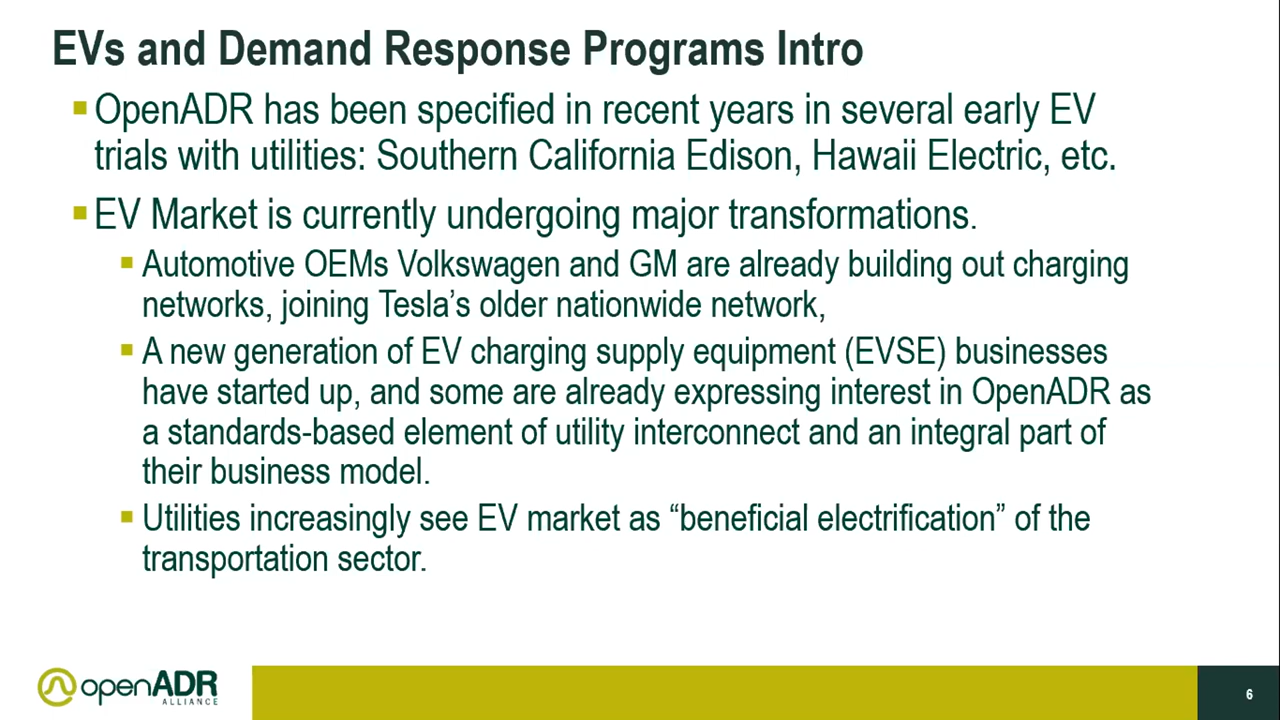 EVs and Demand Response Programs Intro
OpenADR has been specified in recent years in several early EV
trials with utilities: Southern California Edison, Hawaii Electric, etc.
EV Market is currently undergoing major transformations.
Automotive OEMs Volkswagen and GM are already building out charging
networks, joining Tesla’s older nationwide network,
A new generation of EV charging supply equipment (EVSE) businesses
have started up, and some are already expressing interest in OpenADR as
a standards-based element of utility interconnect and an integral part of
their business model.
Utilities increasingly see EV market as “beneficial electrification” of the
transportation sector.
openADR
ALLIANCE
6